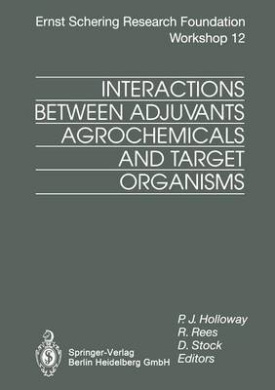 Ernst Schering Research Foundation
Workshop 12
INTERACTIONS
BETWEEN ADJUVANTS
AGROCHEMICALS
AND TARGET
ORGANISMS
P. J. Holloway
R. Rees
D. Stock
Editors
Springer-Verlag
Berlin Heidelberg GmbH